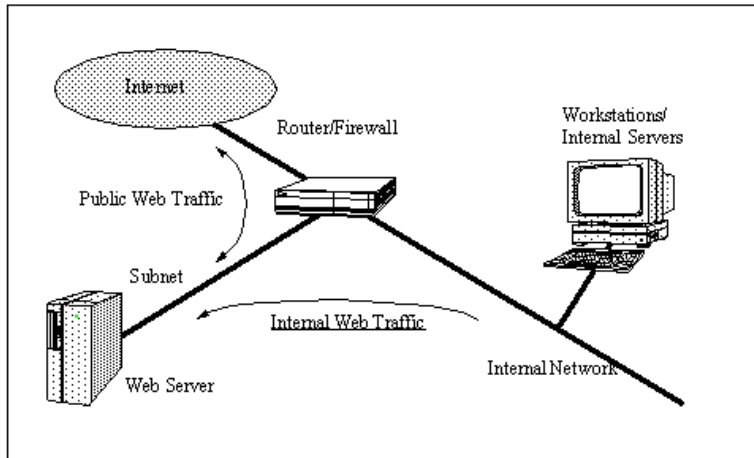 Internet
Router/Firewall
Workstations/
Internal Servers
Public Web Traffic
Subnet
Internal Web Traffic
Web Server
Internal Network